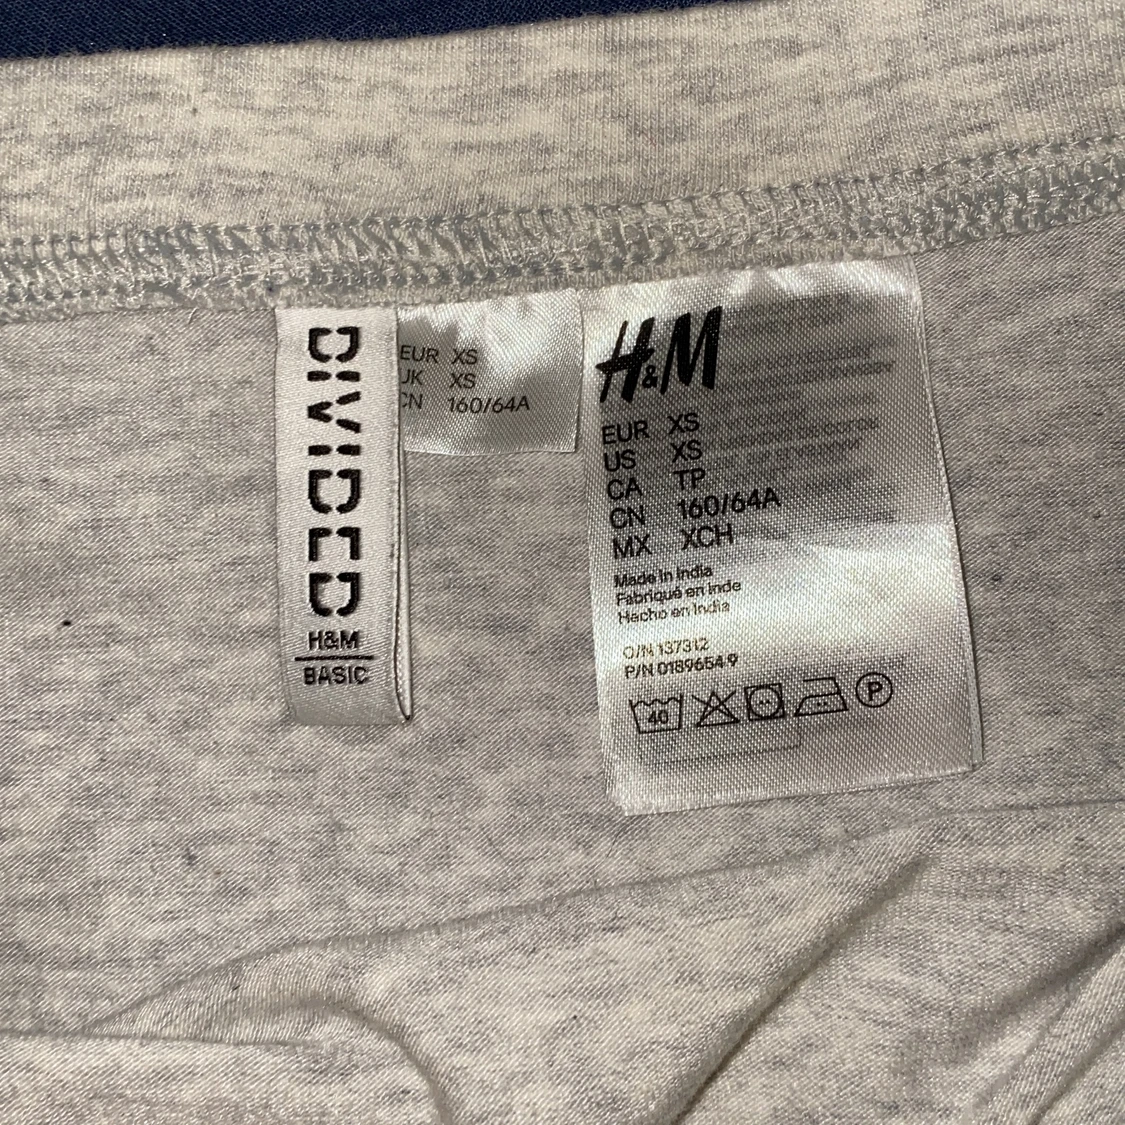 DIVIDED
H&M
BASIC
EUR XS
UK XS
CN 160/64A
H&M
EUR XS
US XS
CA TP
CN 160/64A
MX XCH
Made in India
Fabriqué en Inde
Hecho en India
O/N 137312
P/N 0189654 9
40
P